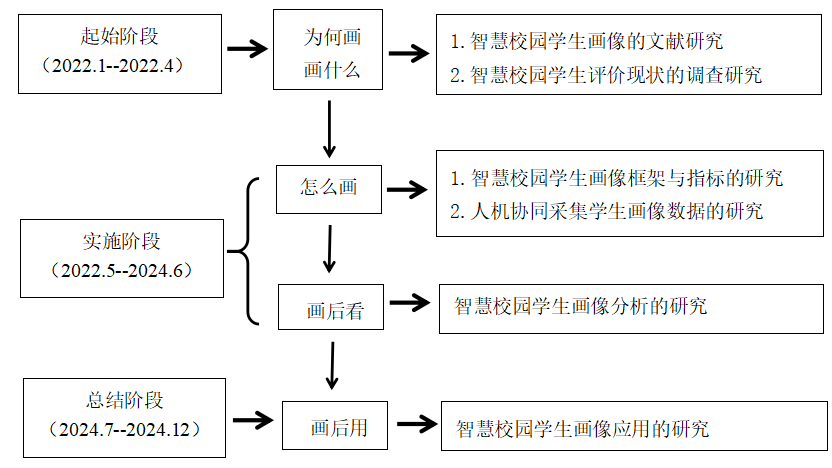 起始阶段
（2022.1--2022.4）
为何画
画什么
1.智慧校园学生画像的文献研究
2.智慧校园学生评价现状的调查研究
怎么画
1.智慧校园学生画像框架与指标的研究
2.人机协同采集学生画像数据的研究
实施阶段
（2022.5--2024.6）
画后看
智慧校园学生画像分析的研究
总结阶段
（2024.7--2024.12）
画后用
智慧校园学生画像应用的研究